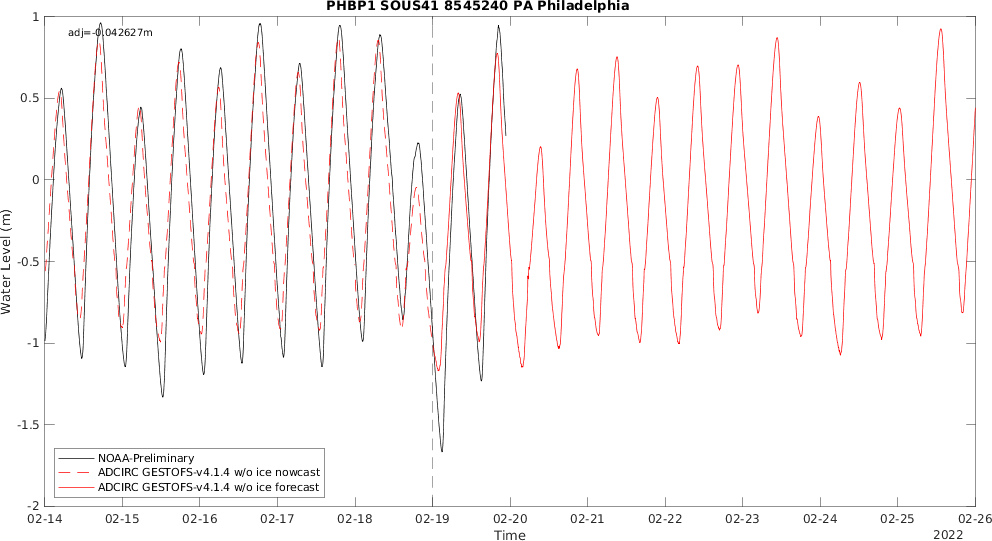 PHBP1 SOUS41 8545240 PA Philadelphia
adj=-0.042627m
1
0.5
0
-0.5
-1
-1.5
-2
Water Level (m)
NOAA-Preliminary
ADCIRC GESTOFS-v4.1.4 w/o ice nowcast
ADCIRC GESTOFS-v4.1.4 w/o ice forecast
02-14 02-15 02-16 02-17 02-18 02-19 02-20 02-21 02-22 02-23 02-24 02-25 02-26
Time
2022